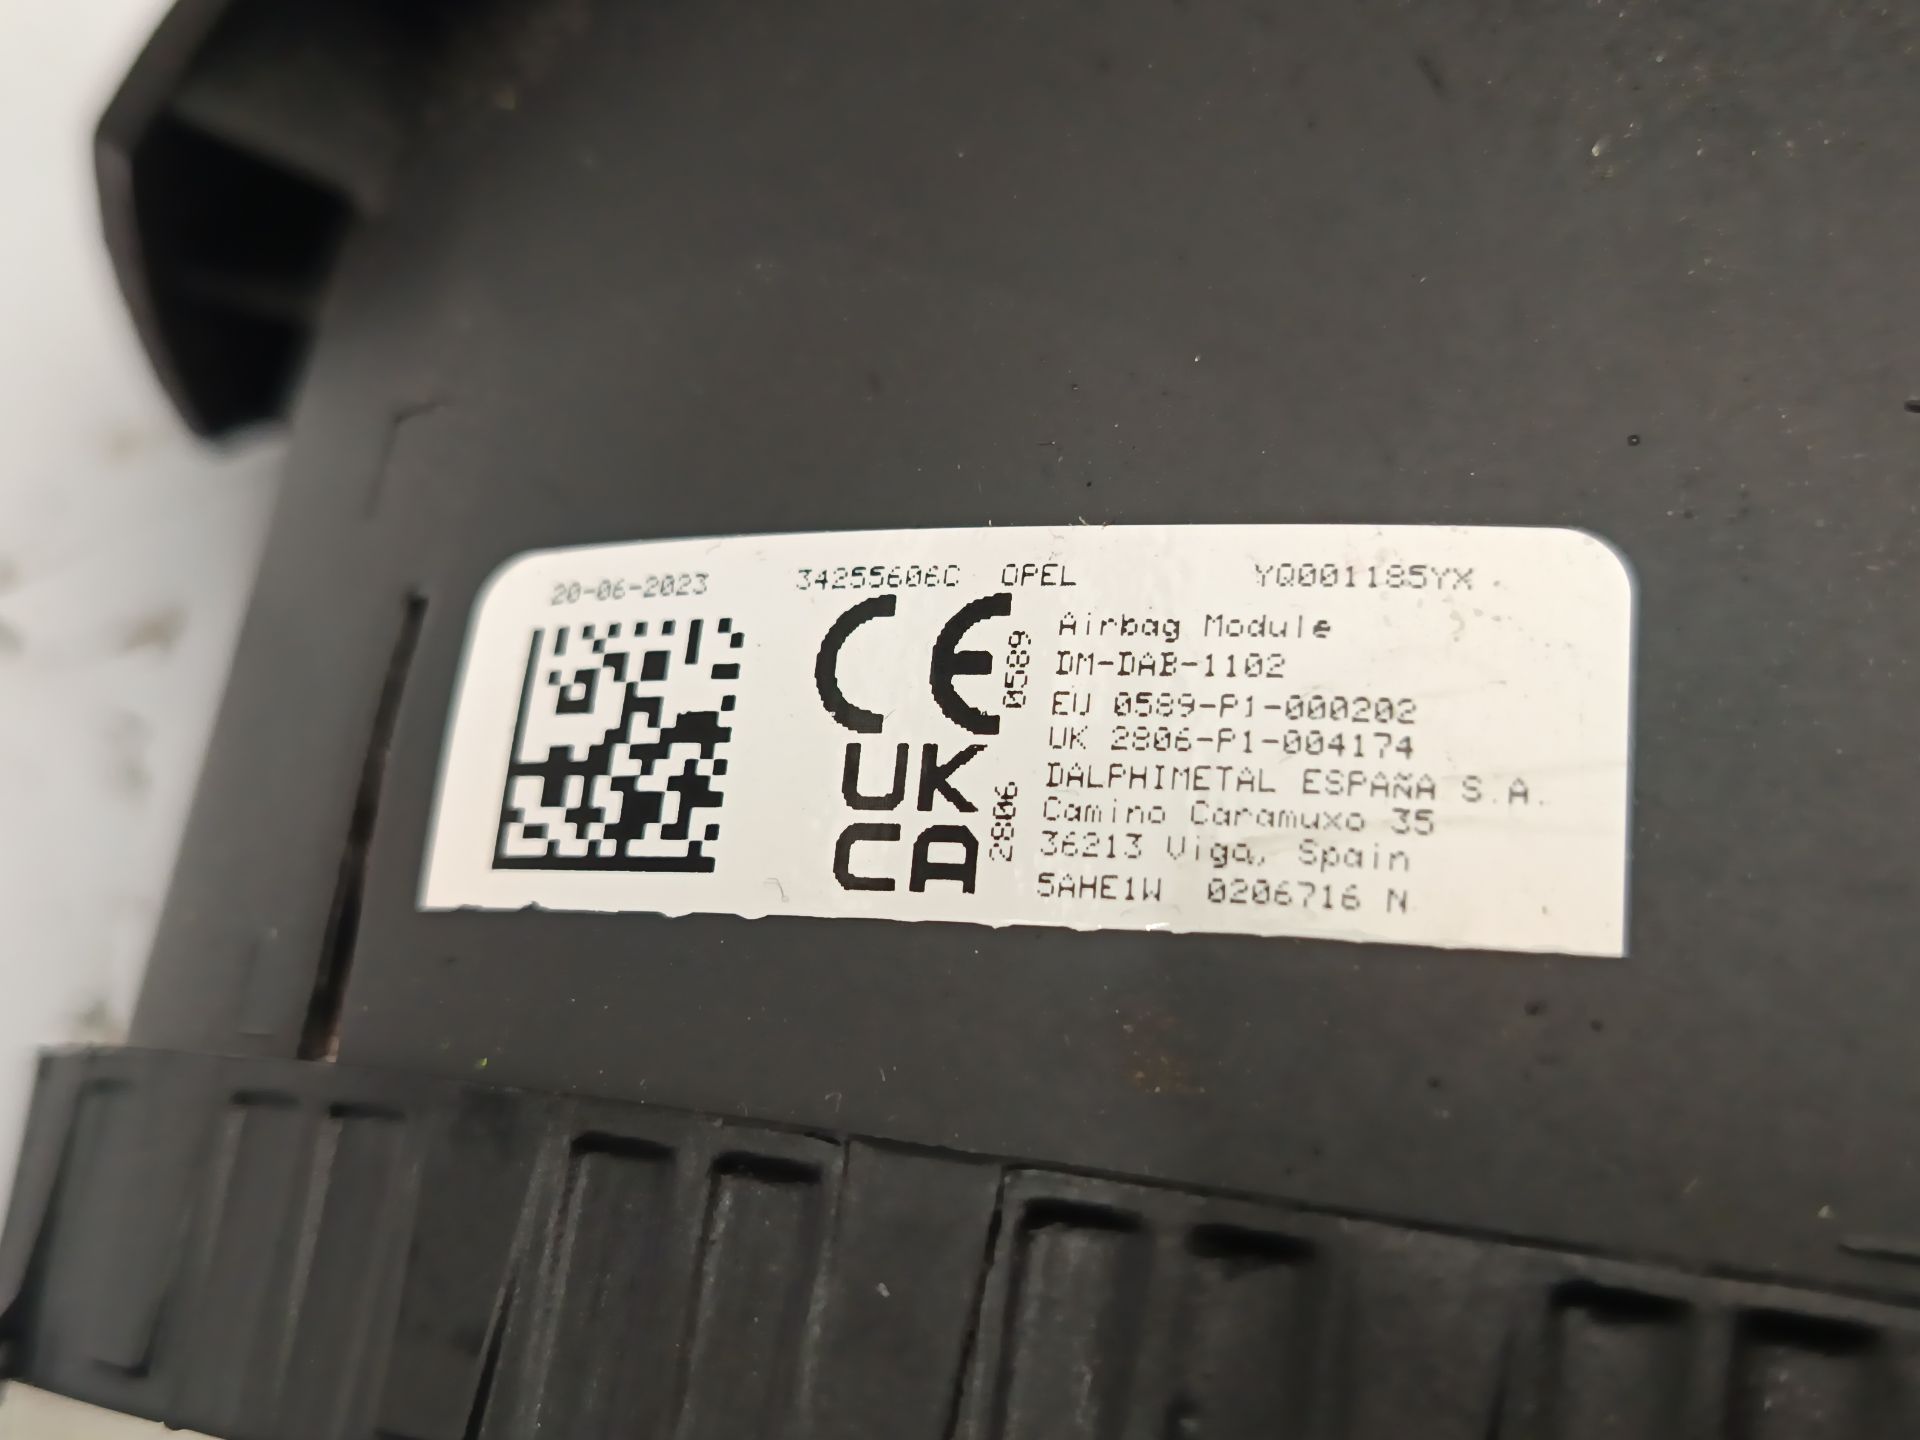 20-06-2023 34255606C OPEL YQ001185YX
CE 0589
Airbag Module
DM-DAB-1102
EU 0589-P1-000202
UK 2806-P1-004174
UK
CA 2806
DALPHIMETAL ESPAÑA S.A.
Camino Caramuxo 35
36213 Vigo, Spain
5AHE1W 0206716 N